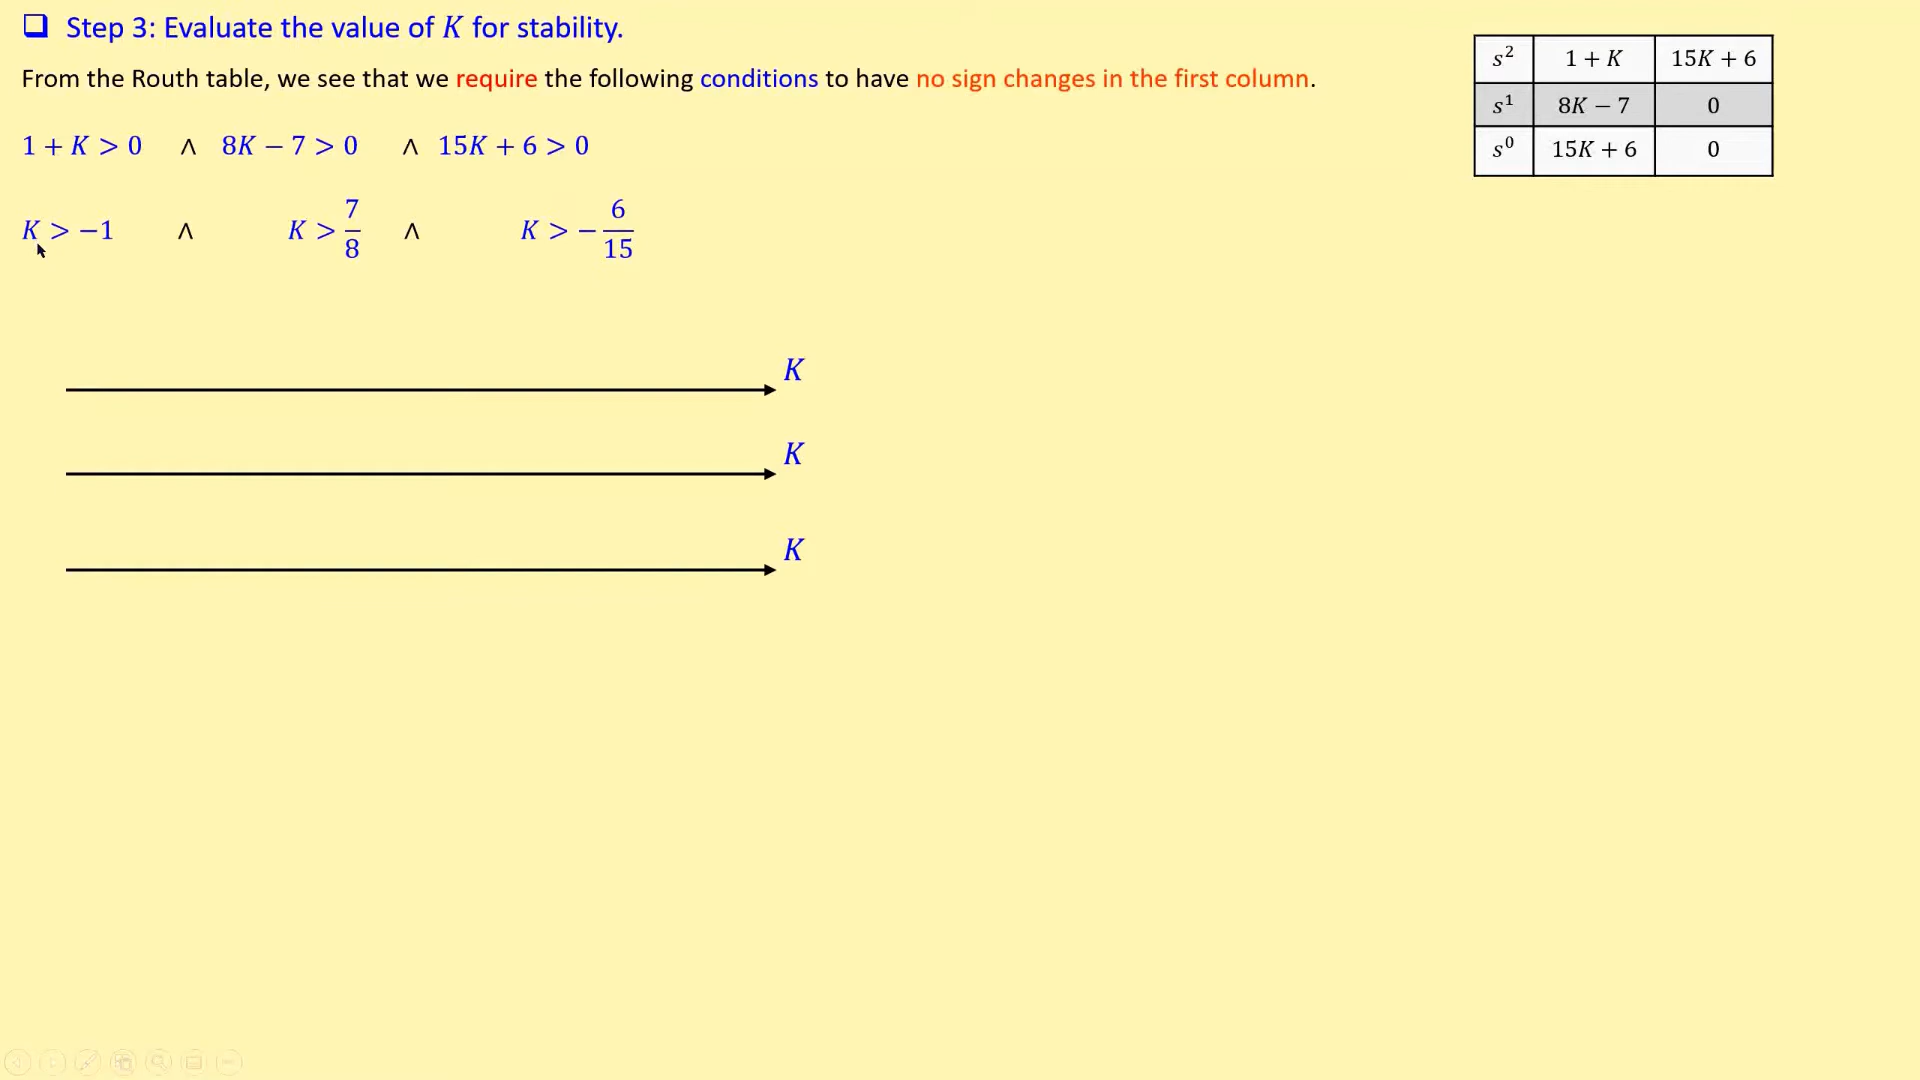 ❑ Step 3: Evaluate the value of K for stability.
From the Routh table, we see that we require the following conditions to have no sign changes in the first column.
1 + K > 0 ∧ 8K − 7 > 0 ∧ 15K + 6 > 0
K > −1 ∧ K > 7/8 ∧ K > − 6/15
K
K
K
s² 1 + K 15K + 6
s¹ 8K − 7 0
s⁰ 15K + 6 0